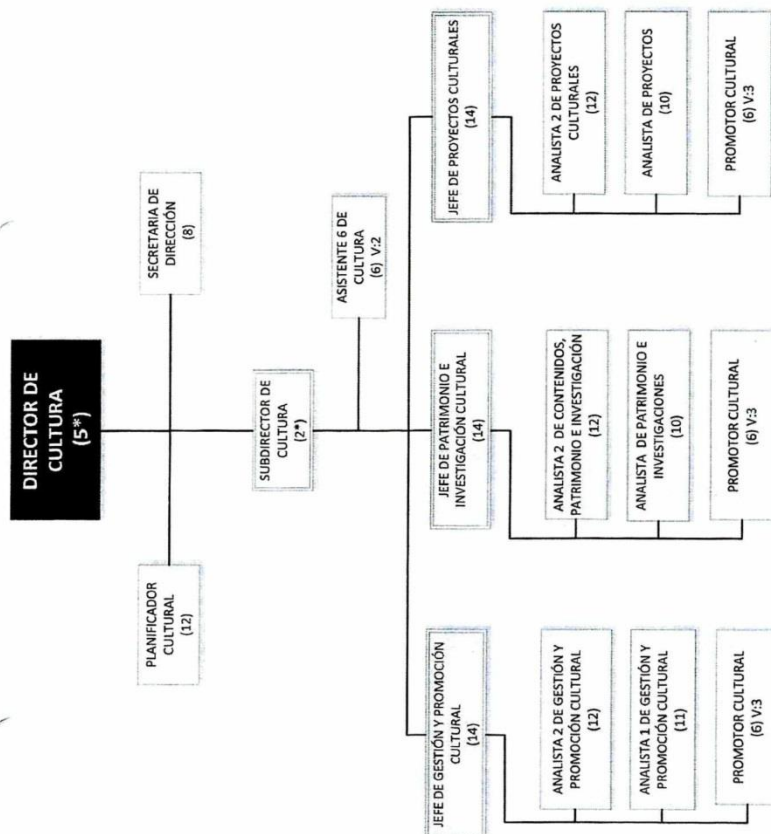 DIRECTOR DE
CULTURA
(5*)
PLANIFICADOR
CULTURAL
(12)
SECRETARIA DE
DIRECCIÓN
(8)
SUBDIRECTOR DE
CULTURA
(2*)
ASISTENTE 6 DE
CULTURA
(6) V:2
JEFE DE GESTIÓN Y PROMOCIÓN
CULTURAL
(14)
ANALISTA 2 DE GESTIÓN Y
PROMOCIÓN CULTURAL
(12)
ANALISTA 1 DE GESTIÓN Y
PROMOCIÓN CULTURAL
(11)
PROMOTOR CULTURAL
(6) V:3
JEFE DE PATRIMONIO E
INVESTIGACIÓN CULTURAL
(14)
ANALISTA 2 DE CONTENIDOS,
PATRIMONIO E INVESTIGACIÓN
(12)
ANALISTA DE PATRIMONIO E
INVESTIGACIONES
(10)
PROMOTOR CULTURAL
(6) V:3
JEFE DE PROYECTOS CULTURALES
(14)
ANALISTA 2 DE PROYECTOS
CULTURALES
(12)
ANALISTA DE PROYECTOS
(10)
PROMOTOR CULTURAL
(6) V:3